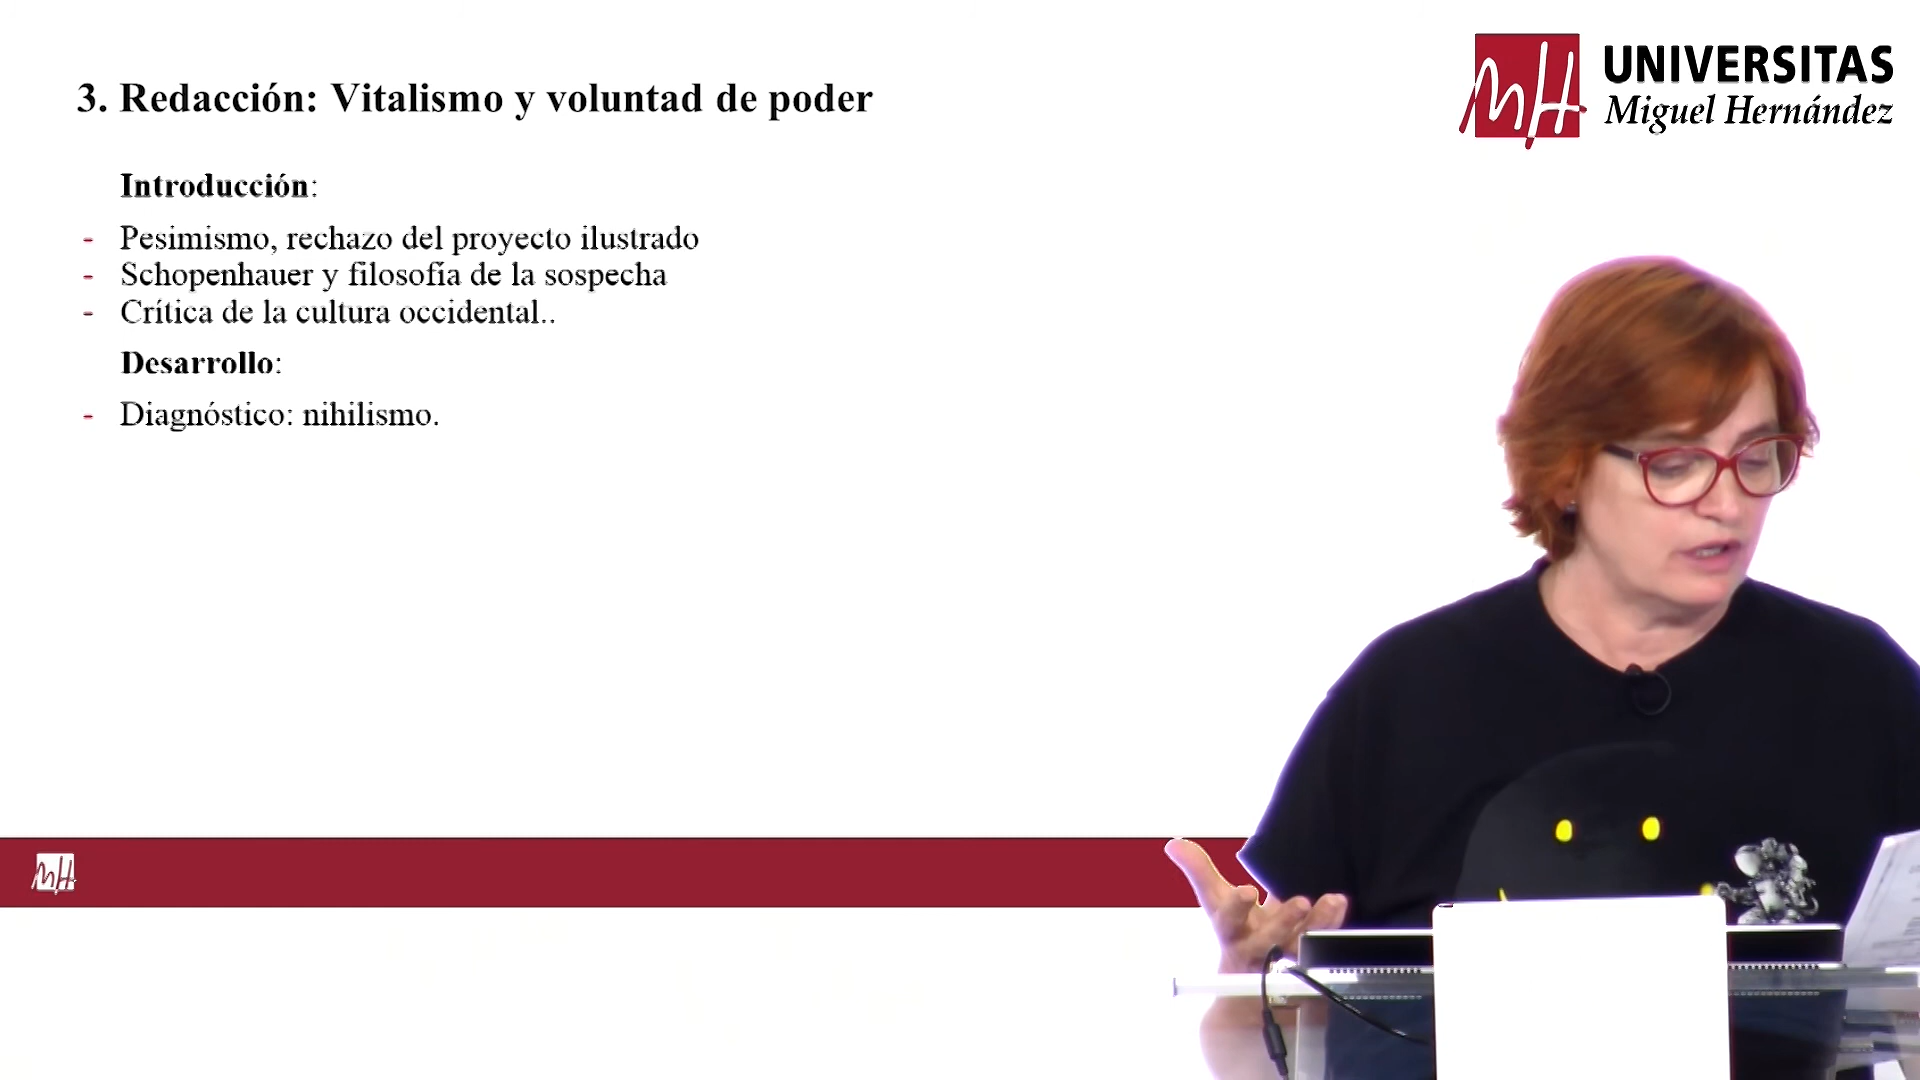 3. Redacción: Vitalismo y voluntad de poder
UNIVERSITAS
Miguel Hernández
Introducción:
- Pesimismo, rechazo del proyecto ilustrado
- Schopenhauer y filosofía de la sospecha
- Crítica de la cultura occidental..
Desarrollo:
- Diagnóstico: nihilismo.